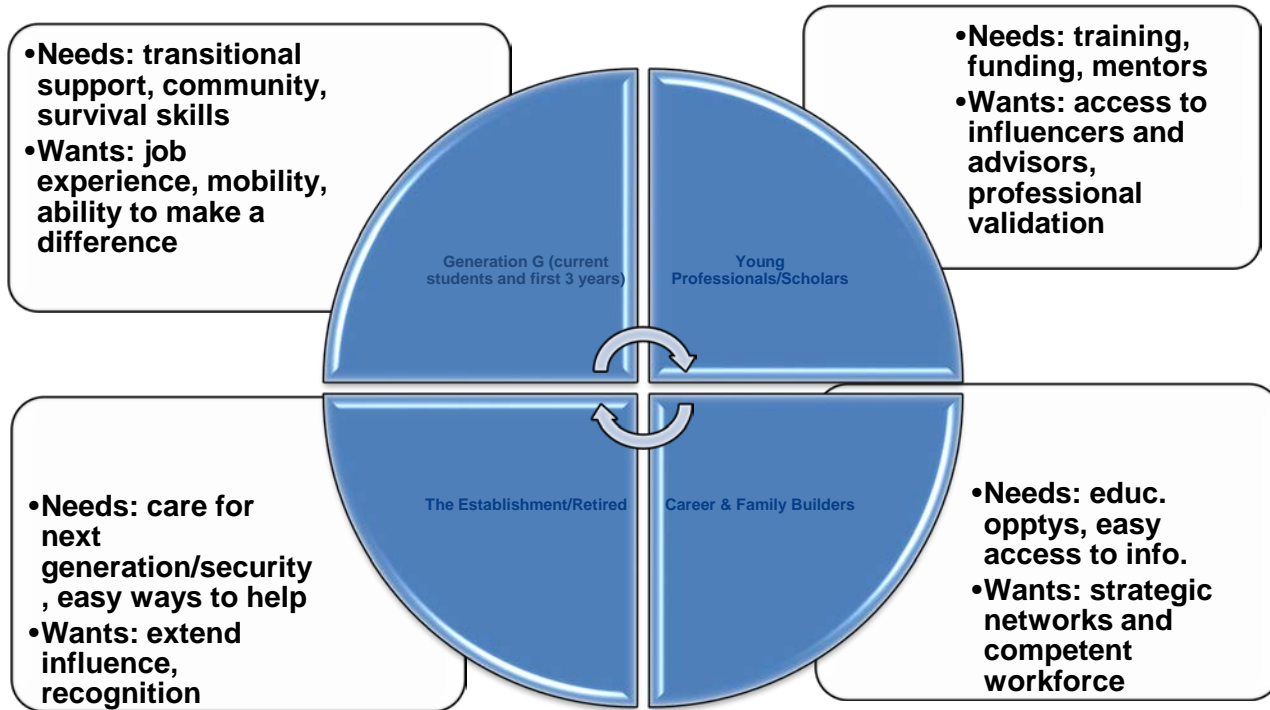 •Needs: transitional
support, community,
survival skills
•Wants: job
experience, mobility,
ability to make a
difference
•Needs: training,
funding, mentors
•Wants: access to
influencers and
advisors,
professional
validation
Generation G (current
students and first 3 years)
Young
Professionals/Scholars
The Establishment/Retired
Career & Family Builders
•Needs: care for
next
generation/security
, easy ways to help
•Wants: extend
influence,
recognition
•Needs: educ.
opptys, easy
access to info.
•Wants: strategic
networks and
competent
workforce